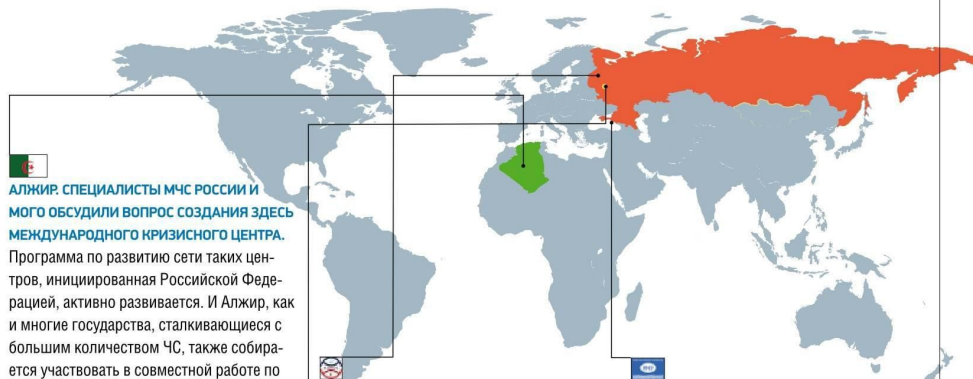 АЛЖИР. СПЕЦИАЛИСТЫ МЧС РОССИИ И
МОГО ОБСУДИЛИ ВОПРОС СОЗДАНИЯ ЗДЕСЬ
МЕЖДУНАРОДНОГО КРИЗИСНОГО ЦЕНТРА.
Программа по развитию сети таких цен-
тров, инициированная Российской Феде-
рацией, активно развивается. И Алжир, как
и многие государства, сталкивающиеся с
большим количеством ЧС, также собира-
ется участвовать в совместной работе по